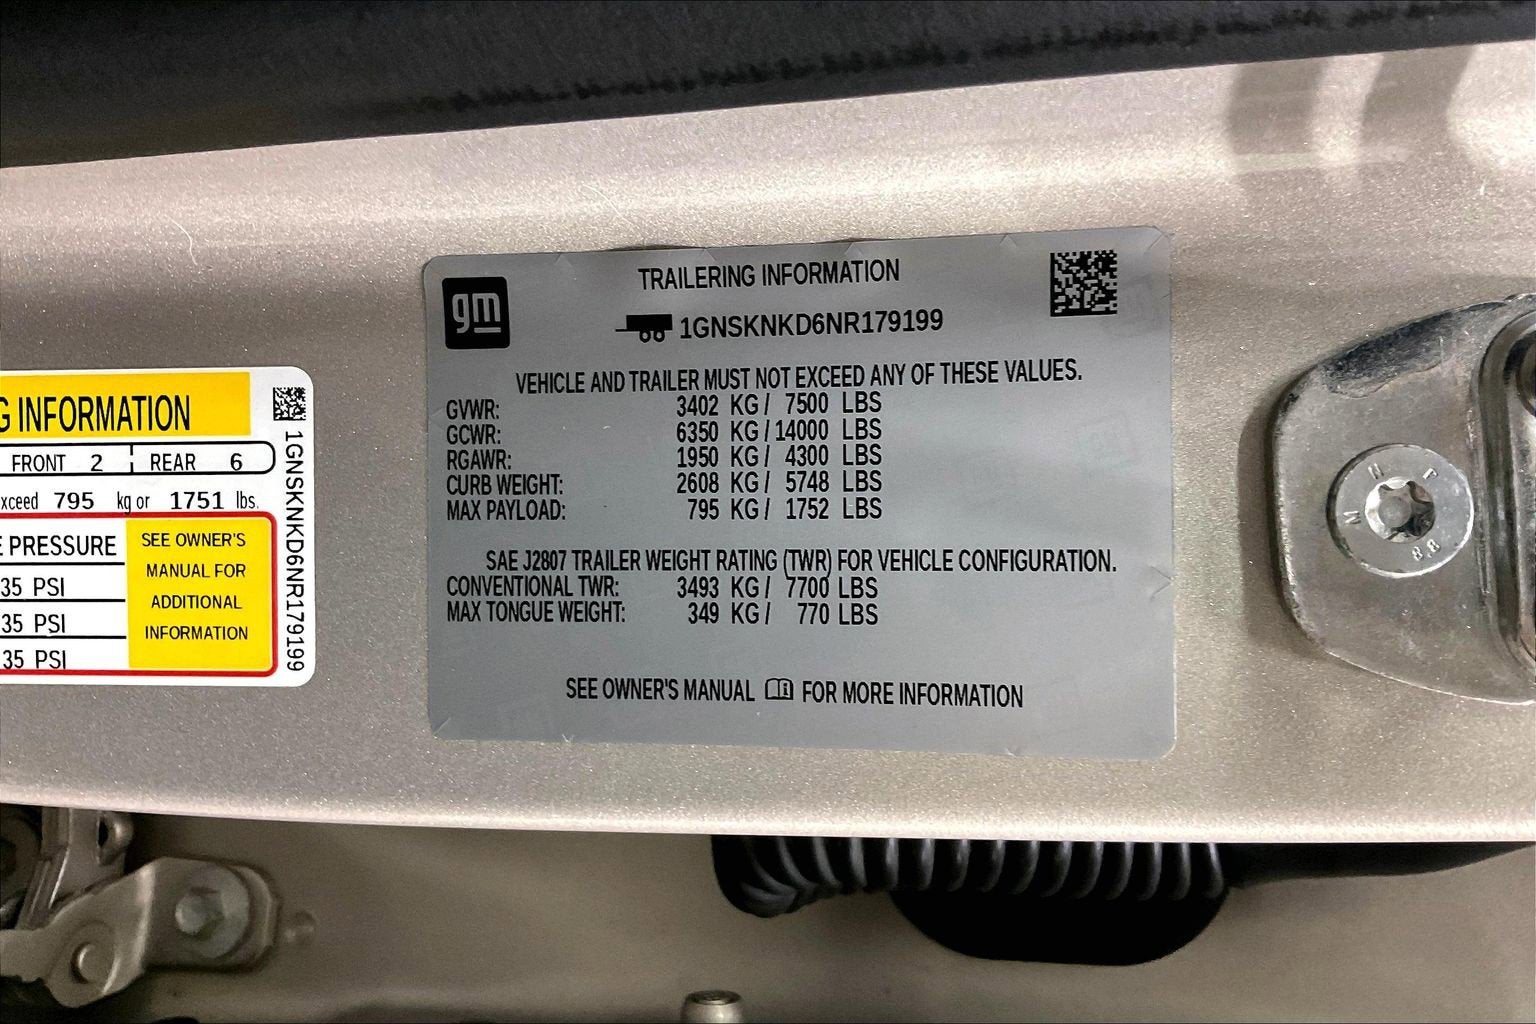 gm
TRAILERING INFORMATION
1GNSKNKD6NR179199
VEHICLE AND TRAILER MUST NOT EXCEED ANY OF THESE VALUES.
GVWR: 3402 KG / 7500 LBS
GCWR: 6350 KG / 14000 LBS
RGAWR: 1950 KG / 4300 LBS
CURB WEIGHT: 2608 KG / 5748 LBS
MAX PAYLOAD: 795 KG / 1752 LBS
SAE J2807 TRAILER WEIGHT RATING (TWR) FOR VEHICLE CONFIGURATION.
CONVENTIONAL TWR: 3493 KG / 7700 LBS
MAX TONGUE WEIGHT: 349 KG / 770 LBS
SEE OWNER'S MANUAL FOR MORE INFORMATION
G INFORMATION
FRONT 2 REAR 6
xceed 795 kg or 1751 lbs.
E PRESSURE
35 PSI
35 PSI
35 PSI
SEE OWNER'S
MANUAL FOR
ADDITIONAL
INFORMATION
1GNSKNKD6NR179199
8.8